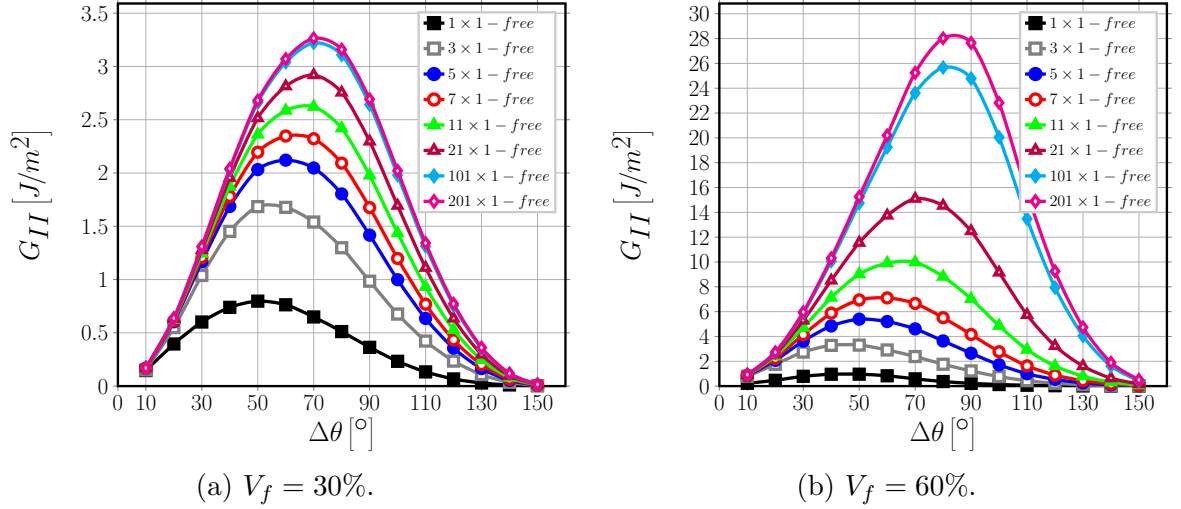 3.5
3
2.5
2
1.5
1
0.5
0
0 10 30 50 70 90 110 130 150
G_{II} [J/m²]
Δθ [°]
1 × 1 − free
3 × 1 − free
5 × 1 − free
7 × 1 − free
11 × 1 − free
21 × 1 − free
101 × 1 − free
201 × 1 − free
(a) V_f = 30%.
30
28
26
24
22
20
18
16
14
12
10
8
6
4
2
0
0 10 30 50 70 90 110 130 150
G_{II} [J/m²]
Δθ [°]
1 × 1 − free
3 × 1 − free
5 × 1 − free
7 × 1 − free
11 × 1 − free
21 × 1 − free
101 × 1 − free
201 × 1 − free
(b) V_f = 60%.